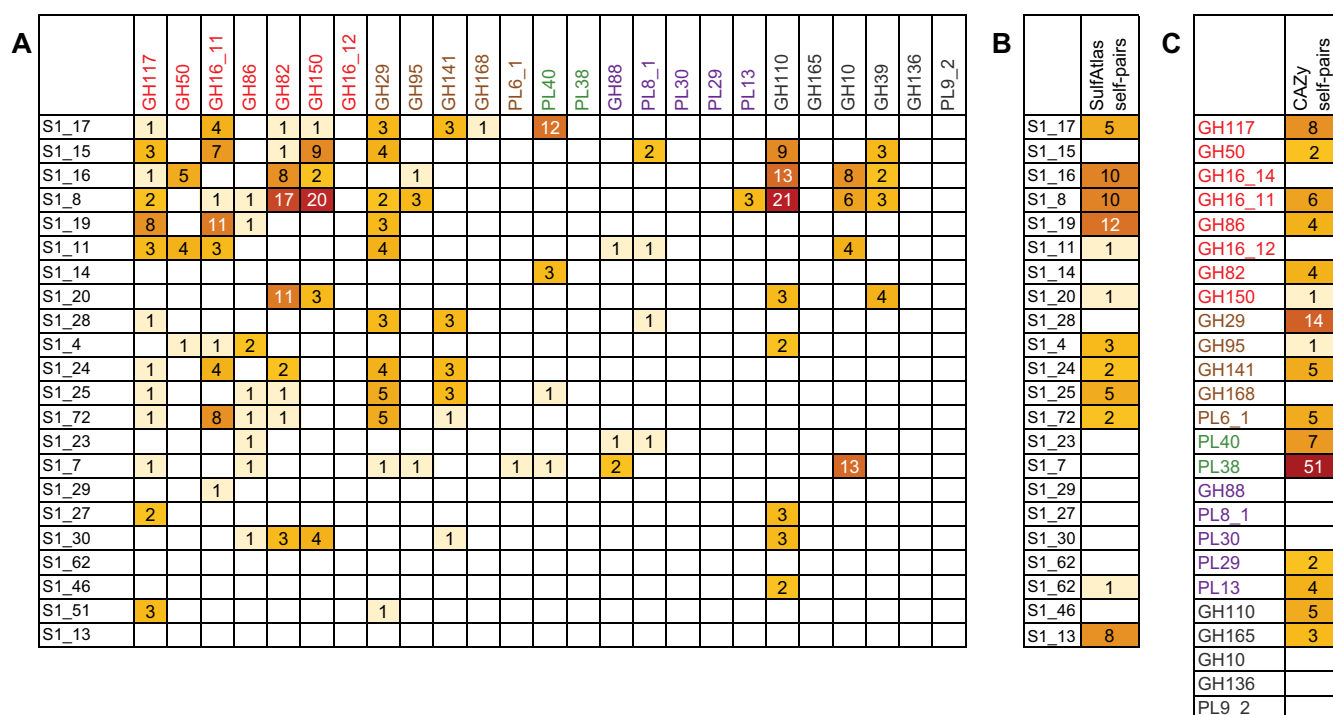 A
GH117 GH50 GH16_11 GH86 GH82 GH150 GH16_12 GH29 GH95 GH141 GH168 PL6_1 PL40 PL38 GH88 PL8_1 PL30 PL29 PL13 GH110 GH165 GH10 GH39 GH136 PL9_2
S1_17 1 4 1 1 3 3 1 12
S1_15 3 7 1 9 4 2 9 3
S1_16 1 5 8 2 1 13 8 2
S1_8 2 1 1 17 20 2 3 3 21 6 3
S1_19 8 11 1 3
S1_11 3 4 3 4 1 1 4
S1_14 3
S1_20 11 3 3 4
S1_28 1 3 3 1
S1_4 1 1 2 2
S1_24 1 4 2 4 3
S1_25 1 1 1 5 3 1
S1_72 1 8 1 1 5 1
S1_23 1 1 1
S1_7 1 1 1 1 1 1 2 13
S1_29 1
S1_27 2 3
S1_30 1 3 4 1 3
S1_62
S1_46 2
S1_51 3 1
S1_13
B
SulfAtlas
self-pairs
S1_17 5
S1_15
S1_16 10
S1_8 10
S1_19 12
S1_11 1
S1_14
S1_20 1
S1_28
S1_4 3
S1_24 2
S1_25 5
S1_72 2
S1_23
S1_7
S1_29
S1_27
S1_30
S1_62
S1_62 1
S1_46
S1_13 8
C
CAZy
self-pairs
GH117 8
GH50 2
GH16_14
GH16_11 6
GH86 4
GH16_12
GH82 4
GH150 1
GH29 14
GH95 1
GH141 5
GH168
PL6_1 5
PL40 7
PL38 51
GH88
PL8_1
PL30
PL29 2
PL13 4
GH110 5
GH165 3
GH10
GH136
PL9_2